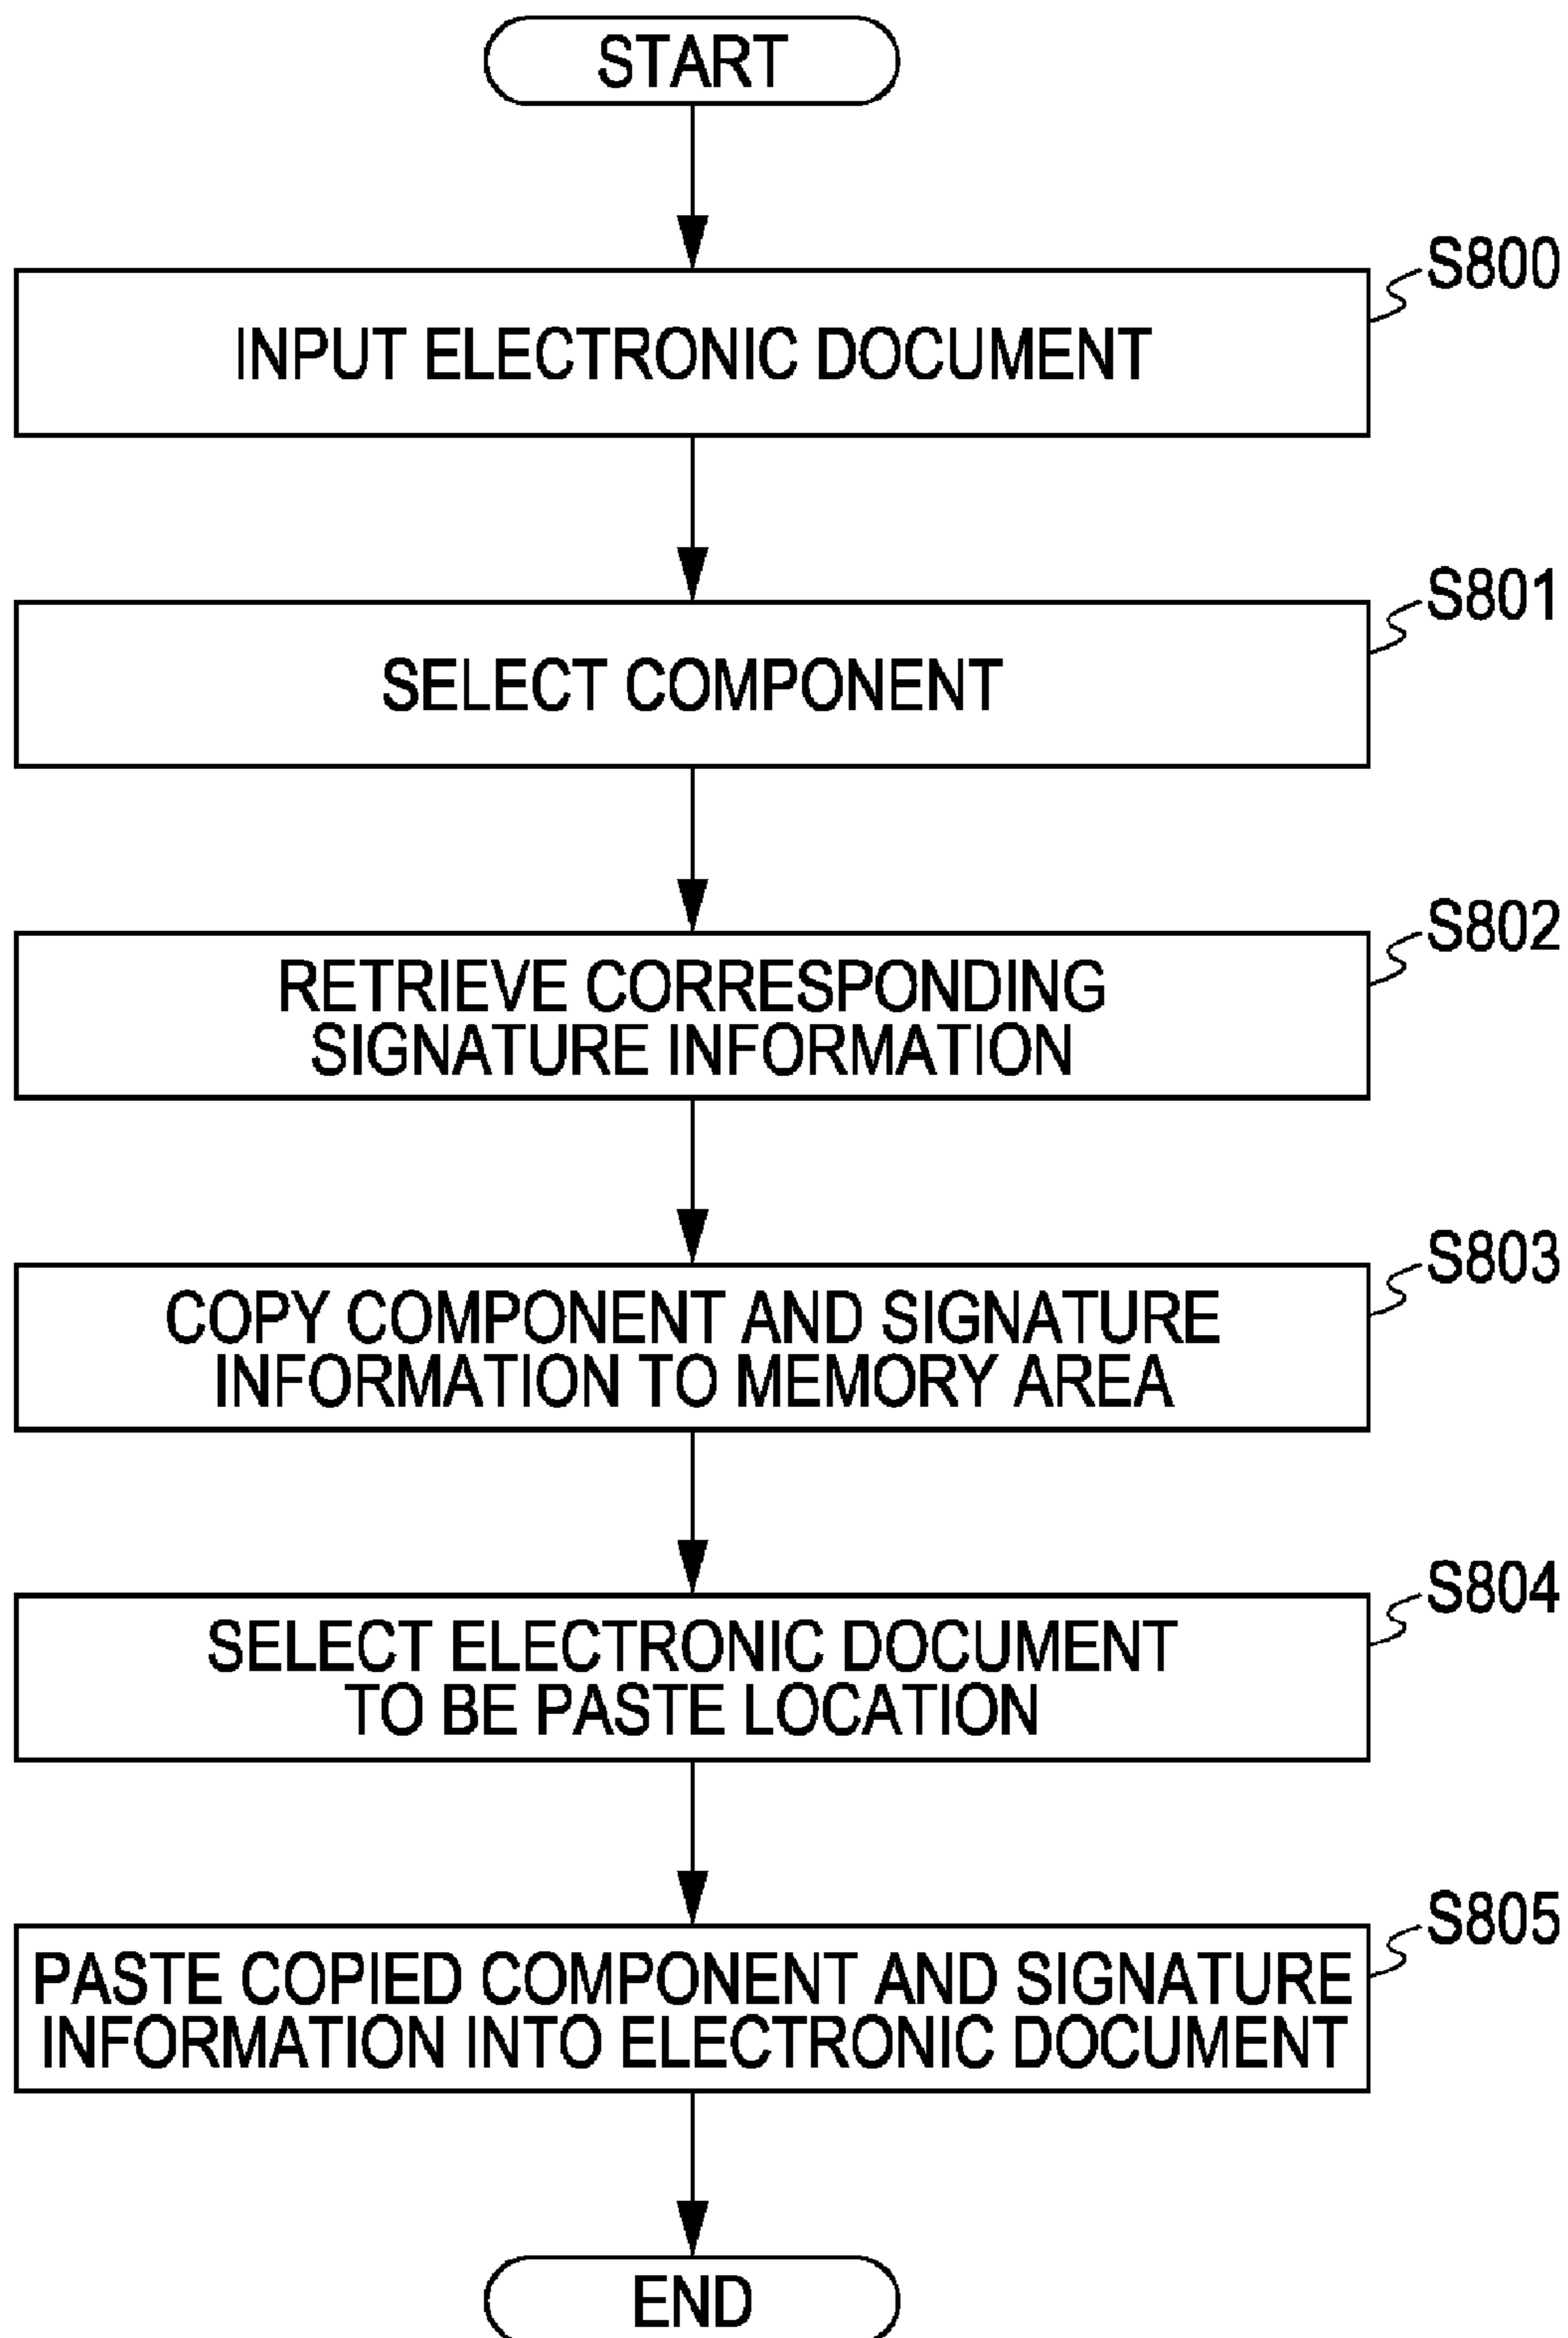 START
S800
INPUT ELECTRONIC DOCUMENT
S801
SELECT COMPONENT
S802
RETRIEVE CORRESPONDING
SIGNATURE INFORMATION
S803
COPY COMPONENT AND SIGNATURE
INFORMATION TO MEMORY AREA
S804
SELECT ELECTRONIC DOCUMENT
TO BE PASTE LOCATION
S805
PASTE COPIED COMPONENT AND SIGNATURE
INFORMATION INTO ELECTRONIC DOCUMENT
END